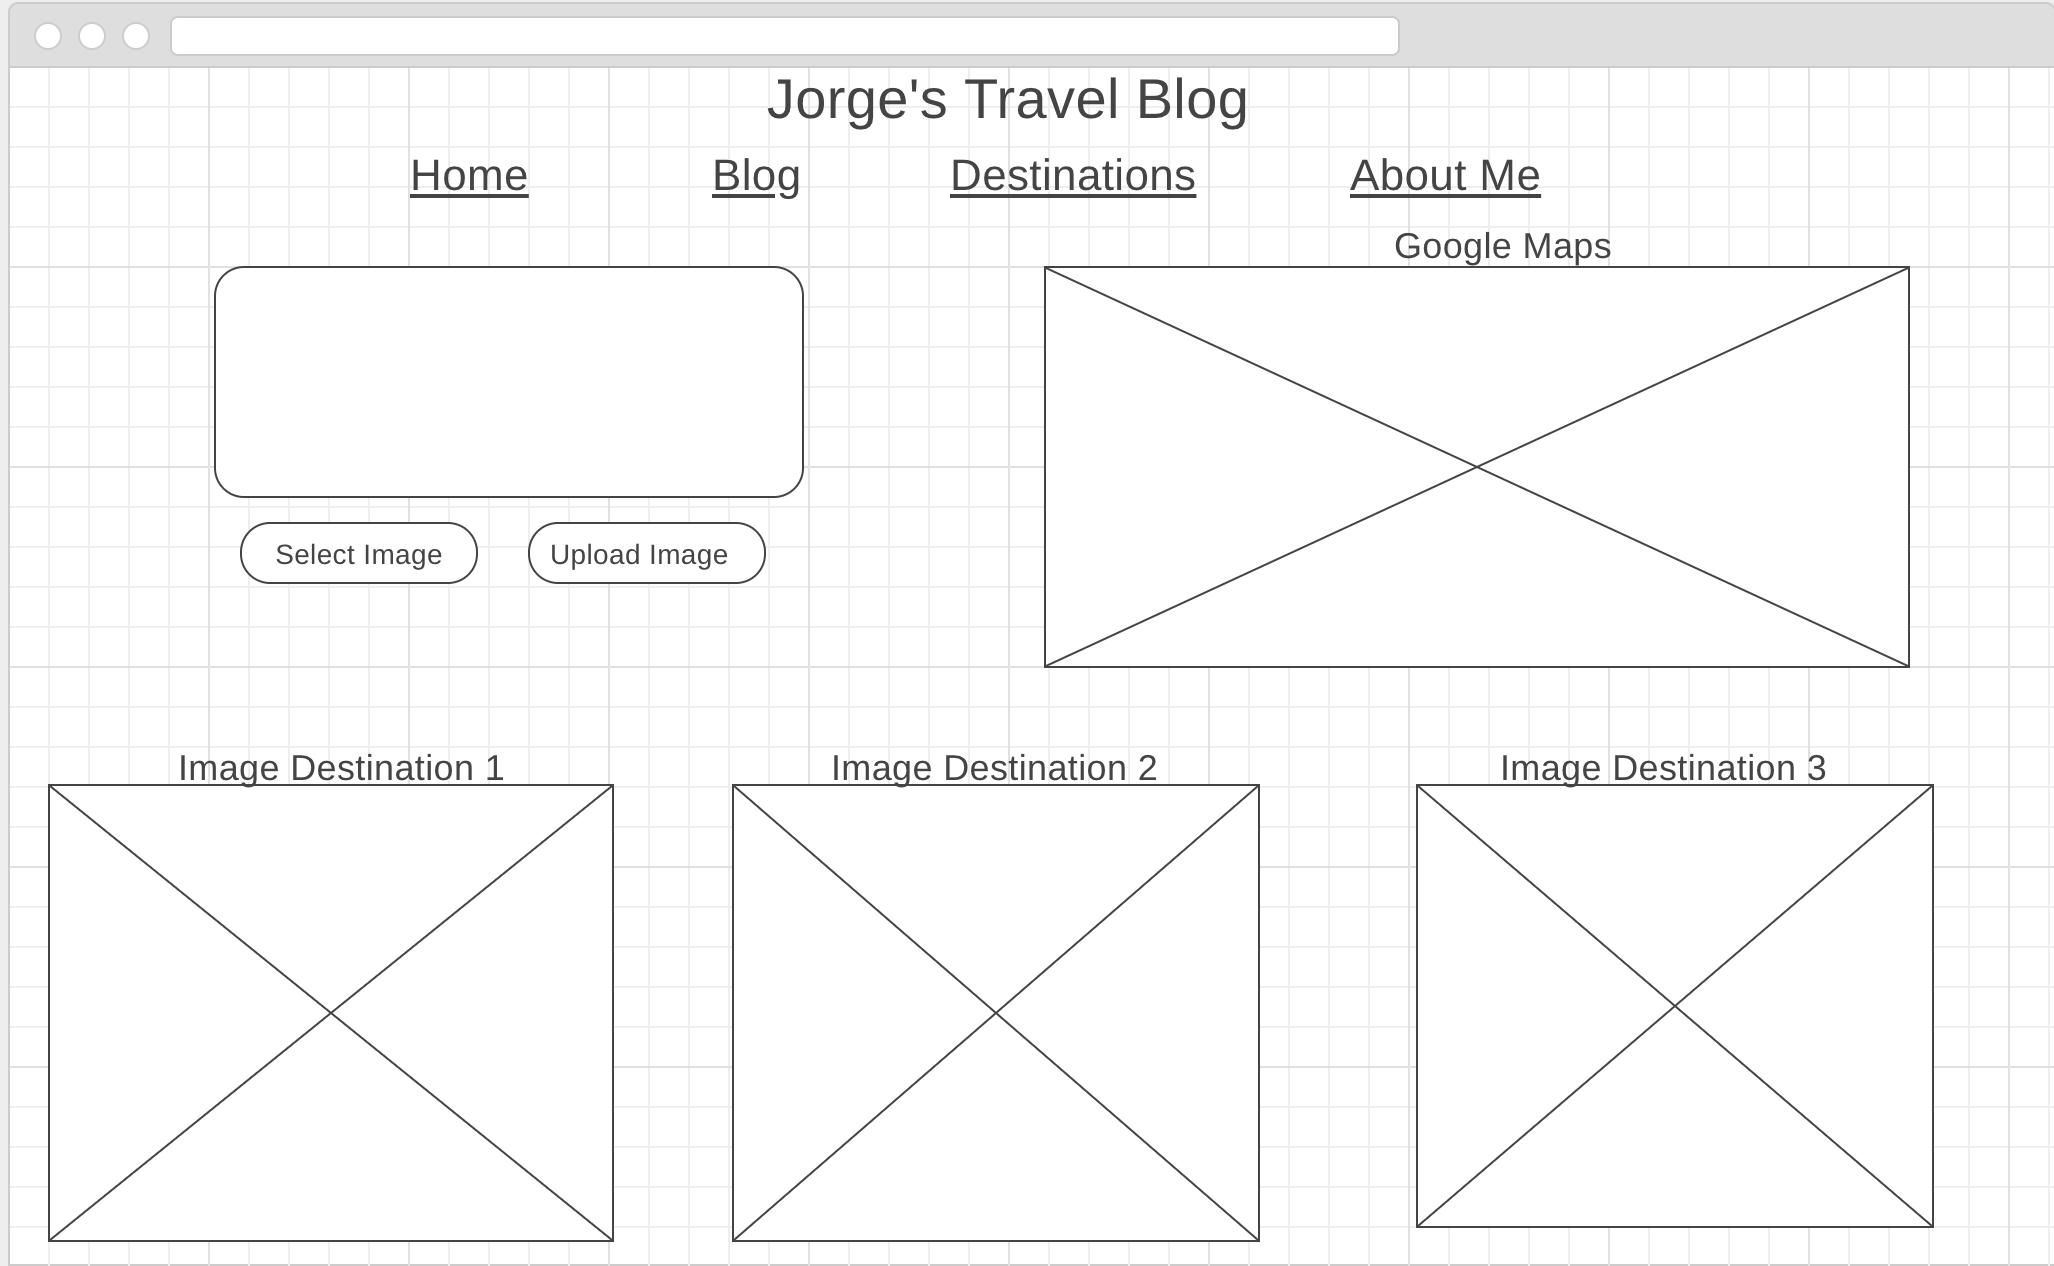 Jorge's Travel Blog
Home Blog Destinations About Me
Google Maps
Select Image Upload Image
Image Destination 1 Image Destination 2 Image Destination 3